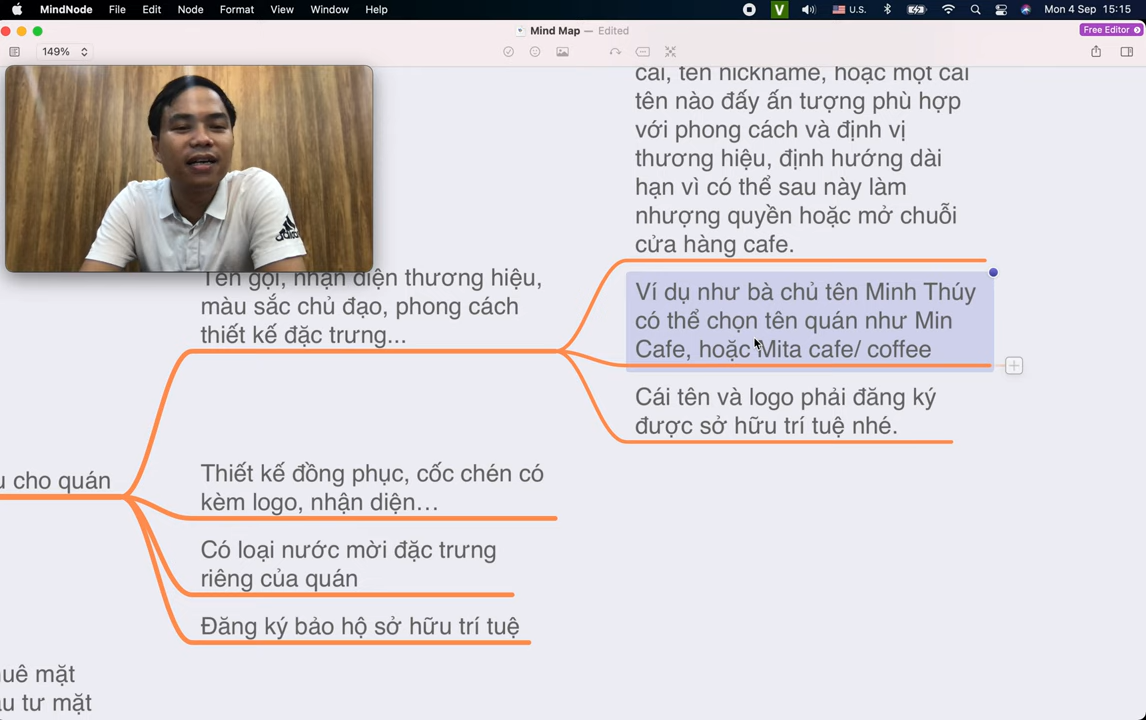 MindNode File Edit Node Format View Window Help
V U.S. Mon 4 Sep 15:15
Mind Map — Edited
Free Editor
149%
cái, tên nickname, hoặc một cái
tên nào đấy ấn tượng phù hợp
với phong cách và định vị
thương hiệu, định hướng dài
hạn vì có thể sau này làm
nhượng quyền hoặc mở chuỗi
cửa hàng cafe.
Tên gọi, nhận diện thương hiệu,
màu sắc chủ đạo, phong cách
thiết kế đặc trưng...
Ví dụ như bà chủ tên Minh Thúy
có thể chọn tên quán như Min
Cafe, hoặc Mita cafe/ coffee
Cái tên và logo phải đăng ký
được sở hữu trí tuệ nhé.
u cho quán
Thiết kế đồng phục, cốc chén có
kèm logo, nhận diện…
Có loại nước mời đặc trưng
riêng của quán
Đăng ký bảo hộ sở hữu trí tuệ
uê mặt
u tư mặt
adidas